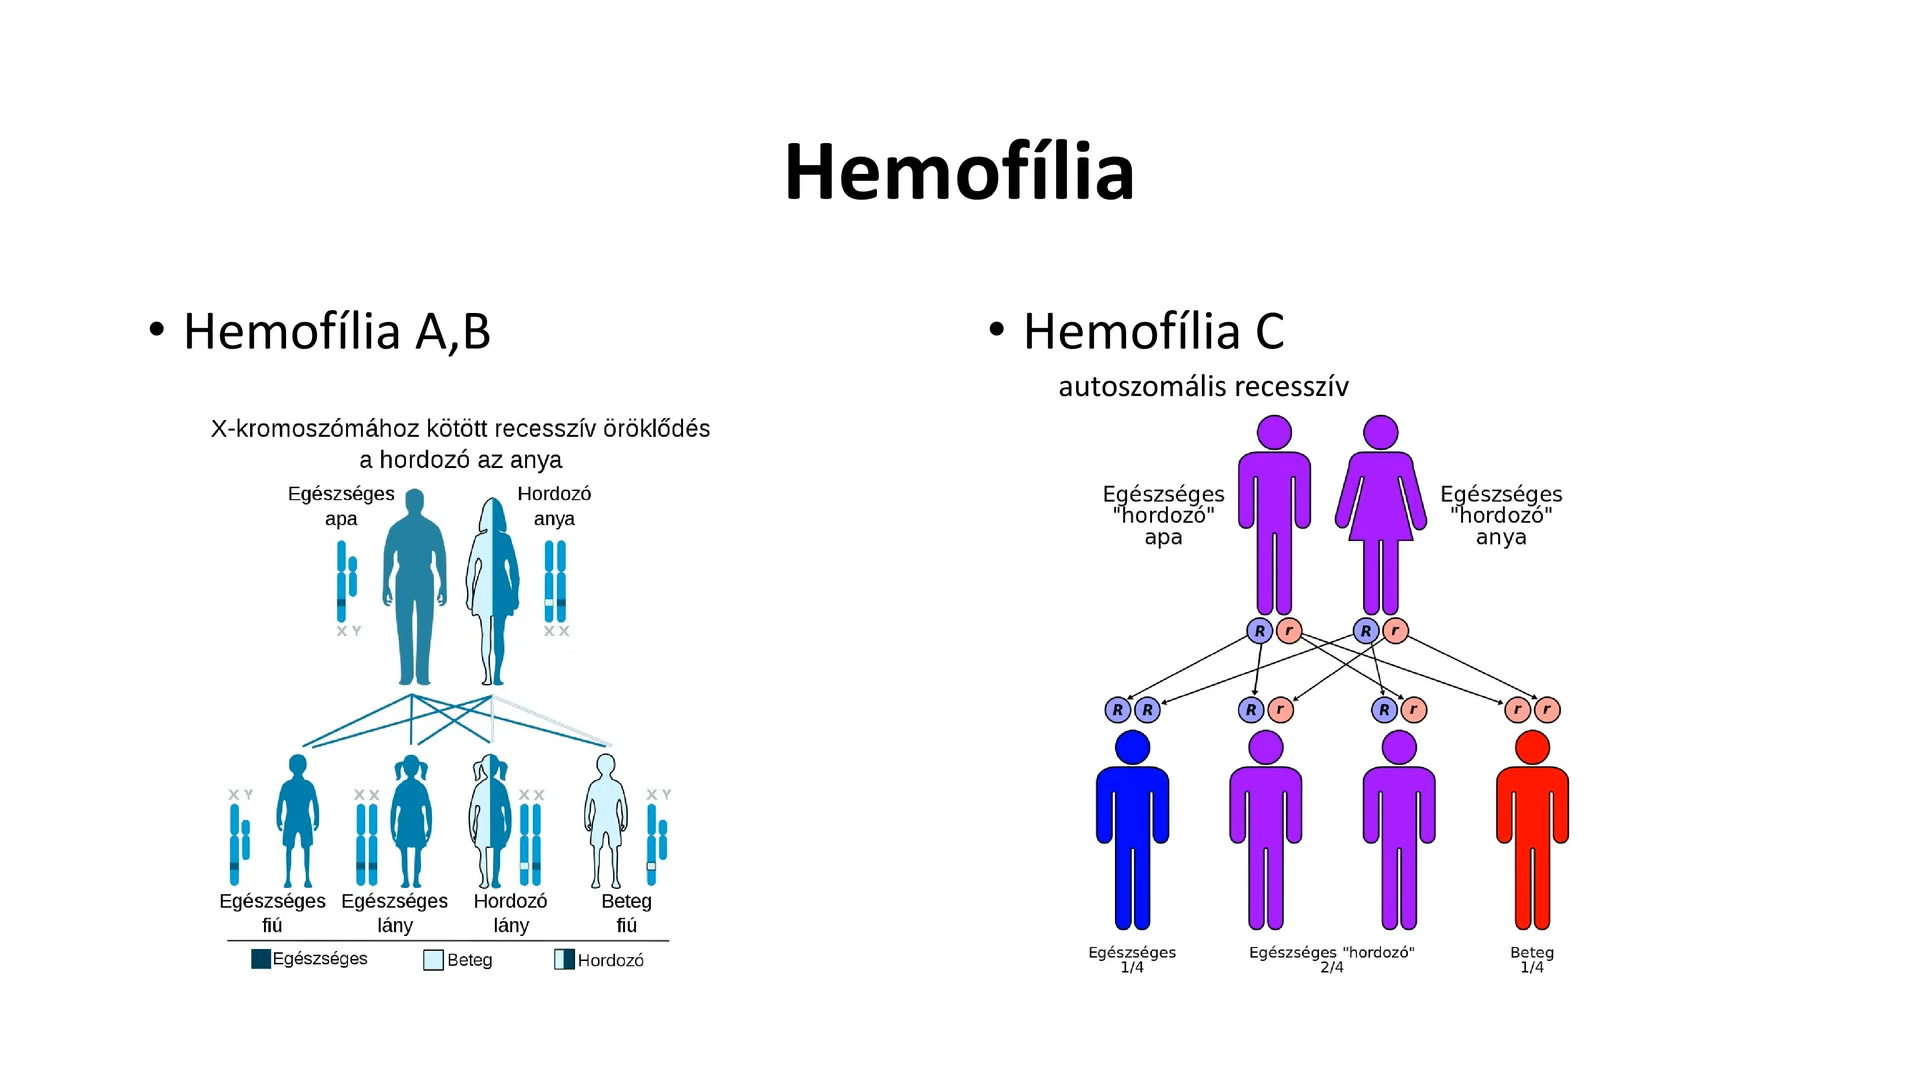 Hemofília
• Hemofília A,B
X-kromoszómához kötött recesszív öröklődés
a hordozó az anya
Egészséges
apa
Hordozó
anya
X Y
X X
X Y
X X
X X
X Y
Egészséges
fiú
Egészséges
lány
Hordozó
lány
Beteg
fiú
Egészséges
Beteg
Hordozó
• Hemofília C
autoszomális recesszív
Egészséges
"hordozó"
apa
Egészséges
"hordozó"
anya
R r R r
R R R r R r r r
Egészséges
1/4
Egészséges "hordozó"
2/4
Beteg
1/4